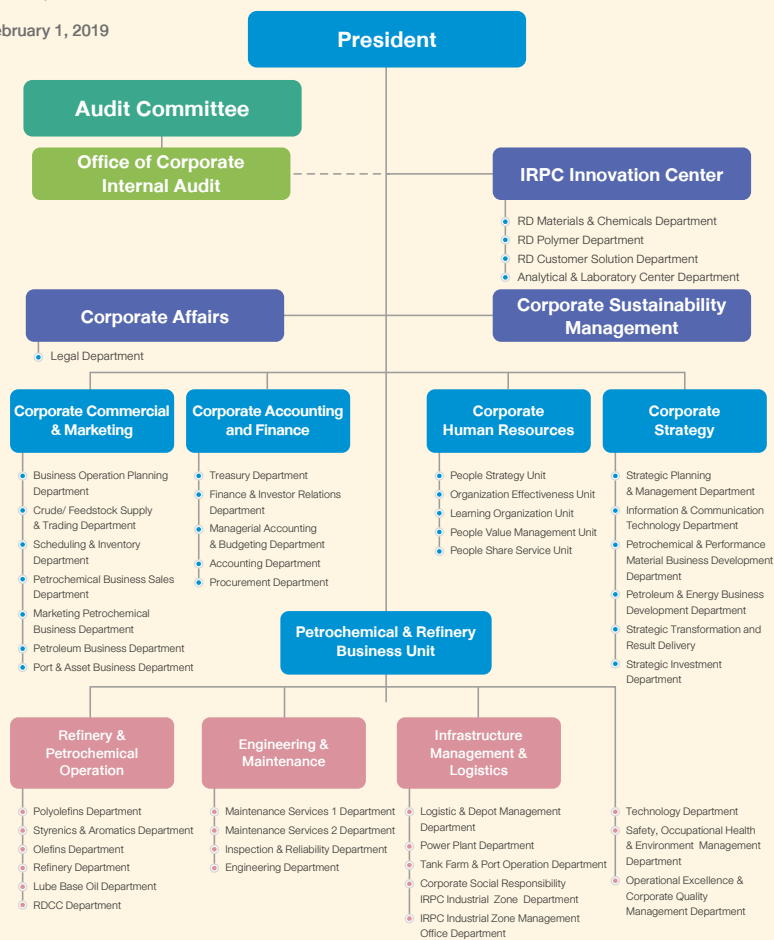 February 1, 2019
President
Audit Committee
Office of Corporate
Internal Audit
IRPC Innovation Center
RD Materials & Chemicals Department
RD Polymer Department
RD Customer Solution Department
Analytical & Laboratory Center Department
Corporate Affairs
Legal Department
Corporate Sustainability
Management
Corporate Commercial
& Marketing
Business Operation Planning
Department
Crude/ Feedstock Supply
& Trading Department
Scheduling & Inventory
Department
Petrochemical Business Sales
Department
Marketing Petrochemical
Business Department
Petroleum Business Department
Port & Asset Business Department
Corporate Accounting
and Finance
Treasury Department
Finance & Investor Relations
Department
Managerial Accounting
& Budgeting Department
Accounting Department
Procurement Department
Corporate
Human Resources
People Strategy Unit
Organization Effectiveness Unit
Learning Organization Unit
People Value Management Unit
People Share Service Unit
Corporate
Strategy
Strategic Planning
& Management Department
Information & Communication
Technology Department
Petrochemical & Performance
Material Business Development
Department
Petroleum & Energy Business
Development Department
Strategic Transformation and
Result Delivery
Strategic Investment
Department
Petrochemical & Refinery
Business Unit
Refinery &
Petrochemical
Operation
Polyolefins Department
Styrenics & Aromatics Department
Olefins Department
Refinery Department
Lube Base Oil Department
RDCC Department
Engineering &
Maintenance
Maintenance Services 1 Department
Maintenance Services 2 Department
Inspection & Reliability Department
Engineering Department
Infrastructure
Management &
Logistics
Logistic & Depot Management
Department
Power Plant Department
Tank Farm & Port Operation Department
Corporate Social Responsibility
IRPC Industrial Zone Department
IRPC Industrial Zone Management
Office Department
Technology Department
Safety, Occupational Health
& Environment Management
Department
Operational Excellence &
Corporate Quality
Management Department